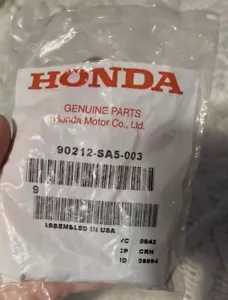 HONDA
GENUINE PARTS
Honda Motor Co., Ltd.
90212-SA5-003
9
ASSEMBLED IN USA